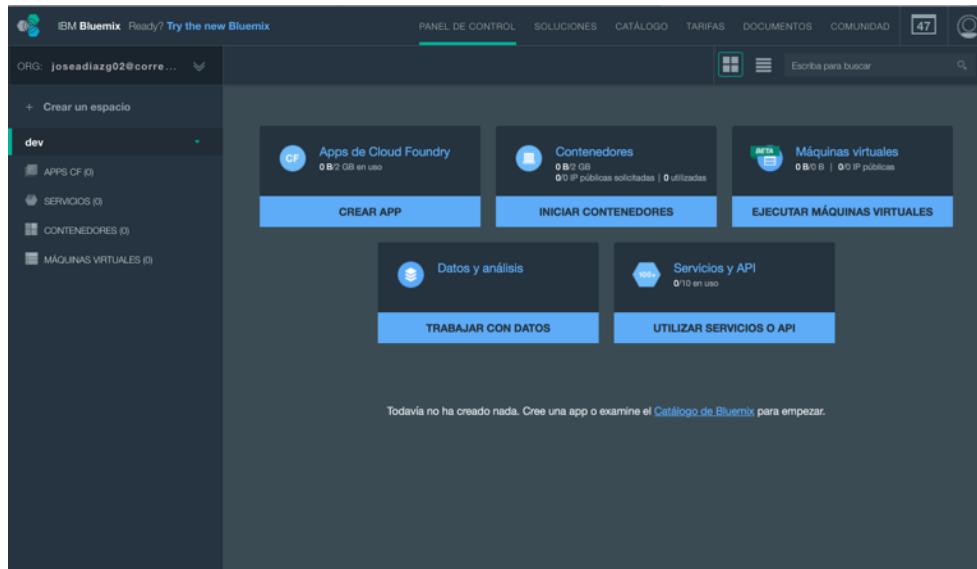 IBM Bluemix Ready? Try the new Bluemix
PANEL DE CONTROL SOLUCIONES CATÁLOGO TARIFAS DOCUMENTOS COMUNIDAD 47
ORG: joseadiazg02@corre...
Escriba para buscar
+ Crear un espacio
dev
APPS CF (0)
SERVICIOS (0)
CONTENEDORES (0)
MÁQUINAS VIRTUALES (0)
CF
Apps de Cloud Foundry
0 B/2 GB en uso
CREAR APP
Contenedores
0 B/2 GB
0/0 IP públicas solicitadas | 0 utilizadas
INICIAR CONTENEDORES
BETA
Máquinas virtuales
0 B/0 B | 0/0 IP públicas
EJECUTAR MÁQUINAS VIRTUALES
Datos y análisis
TRABAJAR CON DATOS
100+
Servicios y API
0/10 en uso
UTILIZAR SERVICIOS O API
Todavía no ha creado nada. Cree una app o examine el Catálogo de Bluemix para empezar.